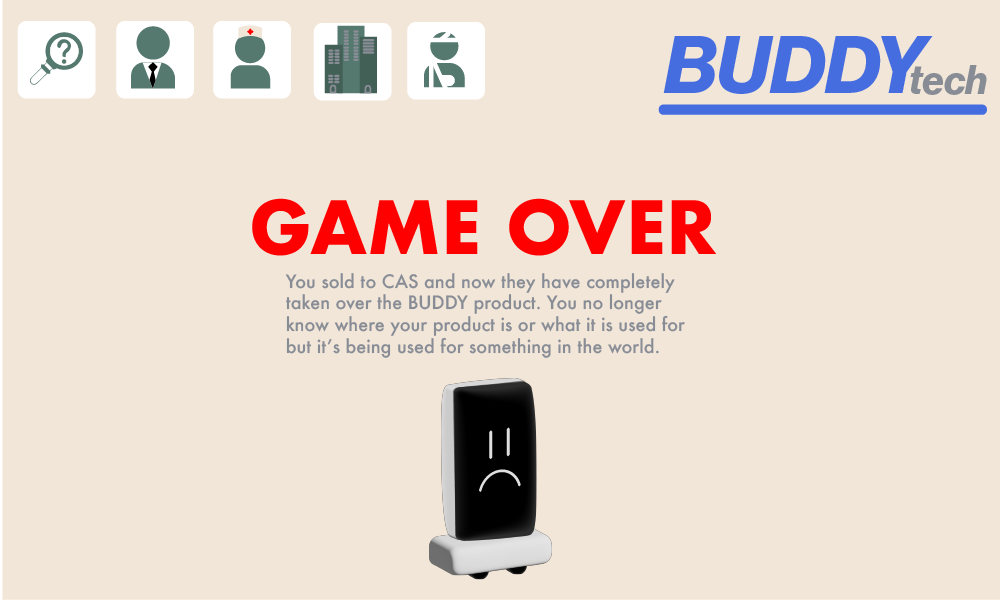 BUDDYtech
GAME OVER
You sold to CAS and now they have completely
taken over the BUDDY product. You no longer
know where your product is or what it is used for
but it’s being used for something in the world.